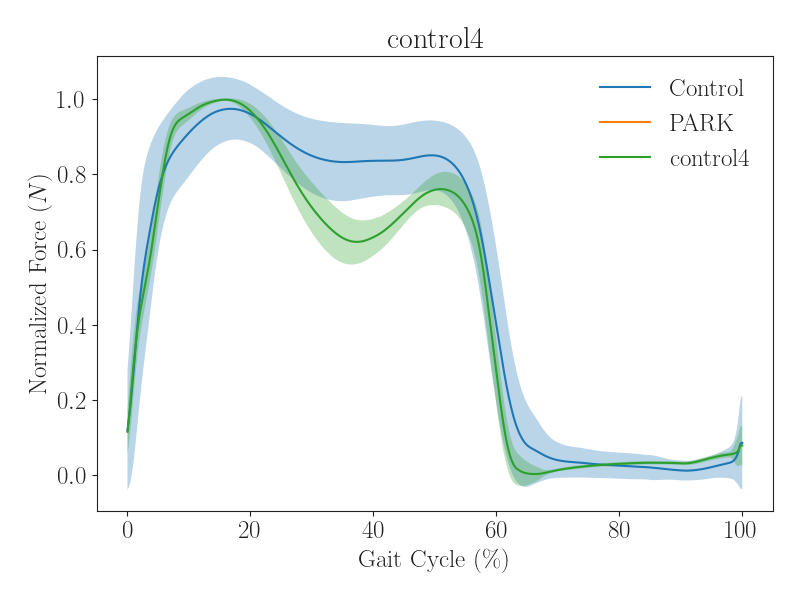 control4
Normalized Force (N)
1.0
0.8
0.6
0.4
0.2
0.0
Control
PARK
control4
0 20 40 60 80 100
Gait Cycle (%)